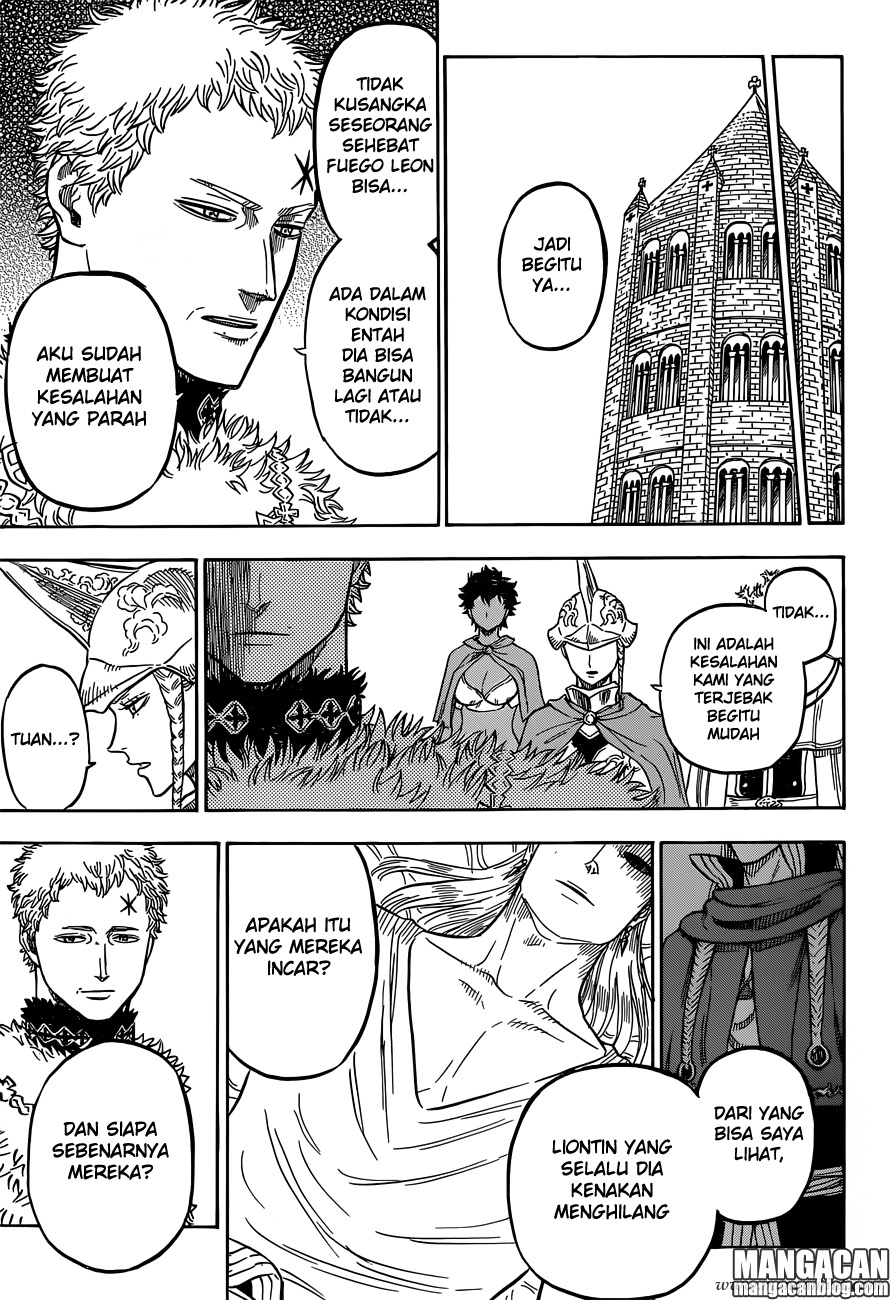 JADI
BEGITU
YA...
TIDAK
KUSANGKA
SESEORANG
SEHEBAT
FUEGO LEON
BISA...
ADA DALAM
KONDISI
ENTAH
DIA BISA
BANGUN
LAGI ATAU
TIDAK...
AKU SUDAH
MEMBUAT
KESALAHAN
YANG PARAH
TIDAK...
INI ADALAH
KESALAHAN
KAMI YANG
TERJEBAK
BEGITU
MUDAH
TUAN...?
DARI YANG
BISA SAYA
LIHAT,
LIONTIN YANG
SELALU DIA
KENAKAN
MENGHILANG
APAKAH ITU
YANG MEREKA
INCAR?
DAN SIAPA
SEBENARNYA
MEREKA?
MANGACAN
mangacanblog.com